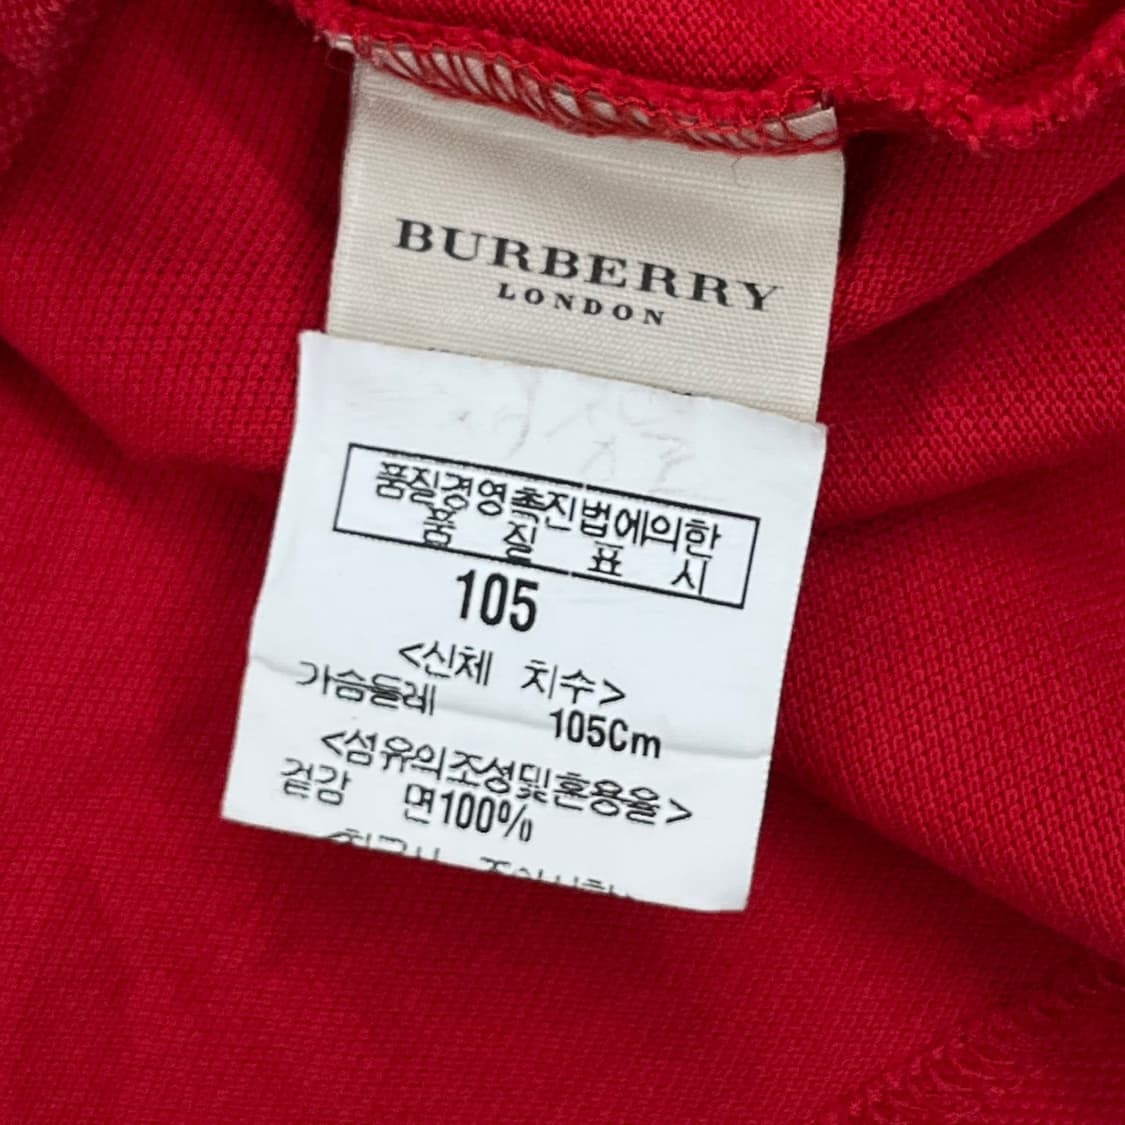 BURBERRY
LONDON
품질경영촉진법에의한
품 질 표 시
105
<신체 치수>
가슴둘레 105Cm
<섬유의조성및혼용율>
겉감 면100%